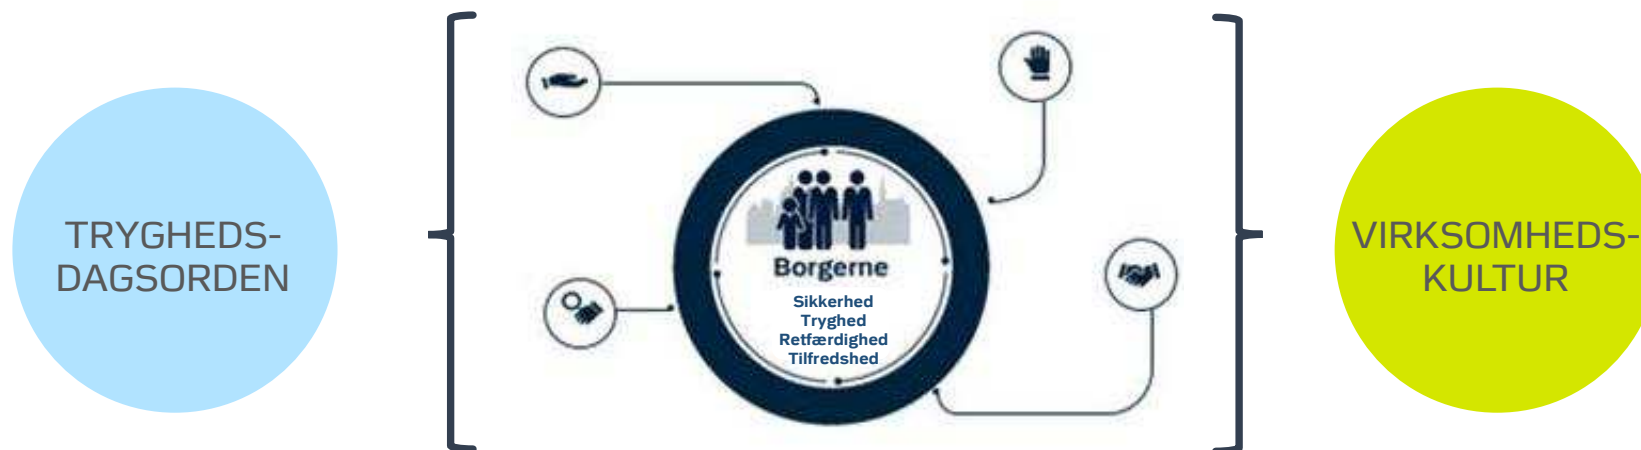 TRYGHEDS-
DAGSORDEN
Borgerne
Sikkerhed
Tryghed
Retfærdighed
Tilfredshed
VIRKSOMHEDS-
KULTUR